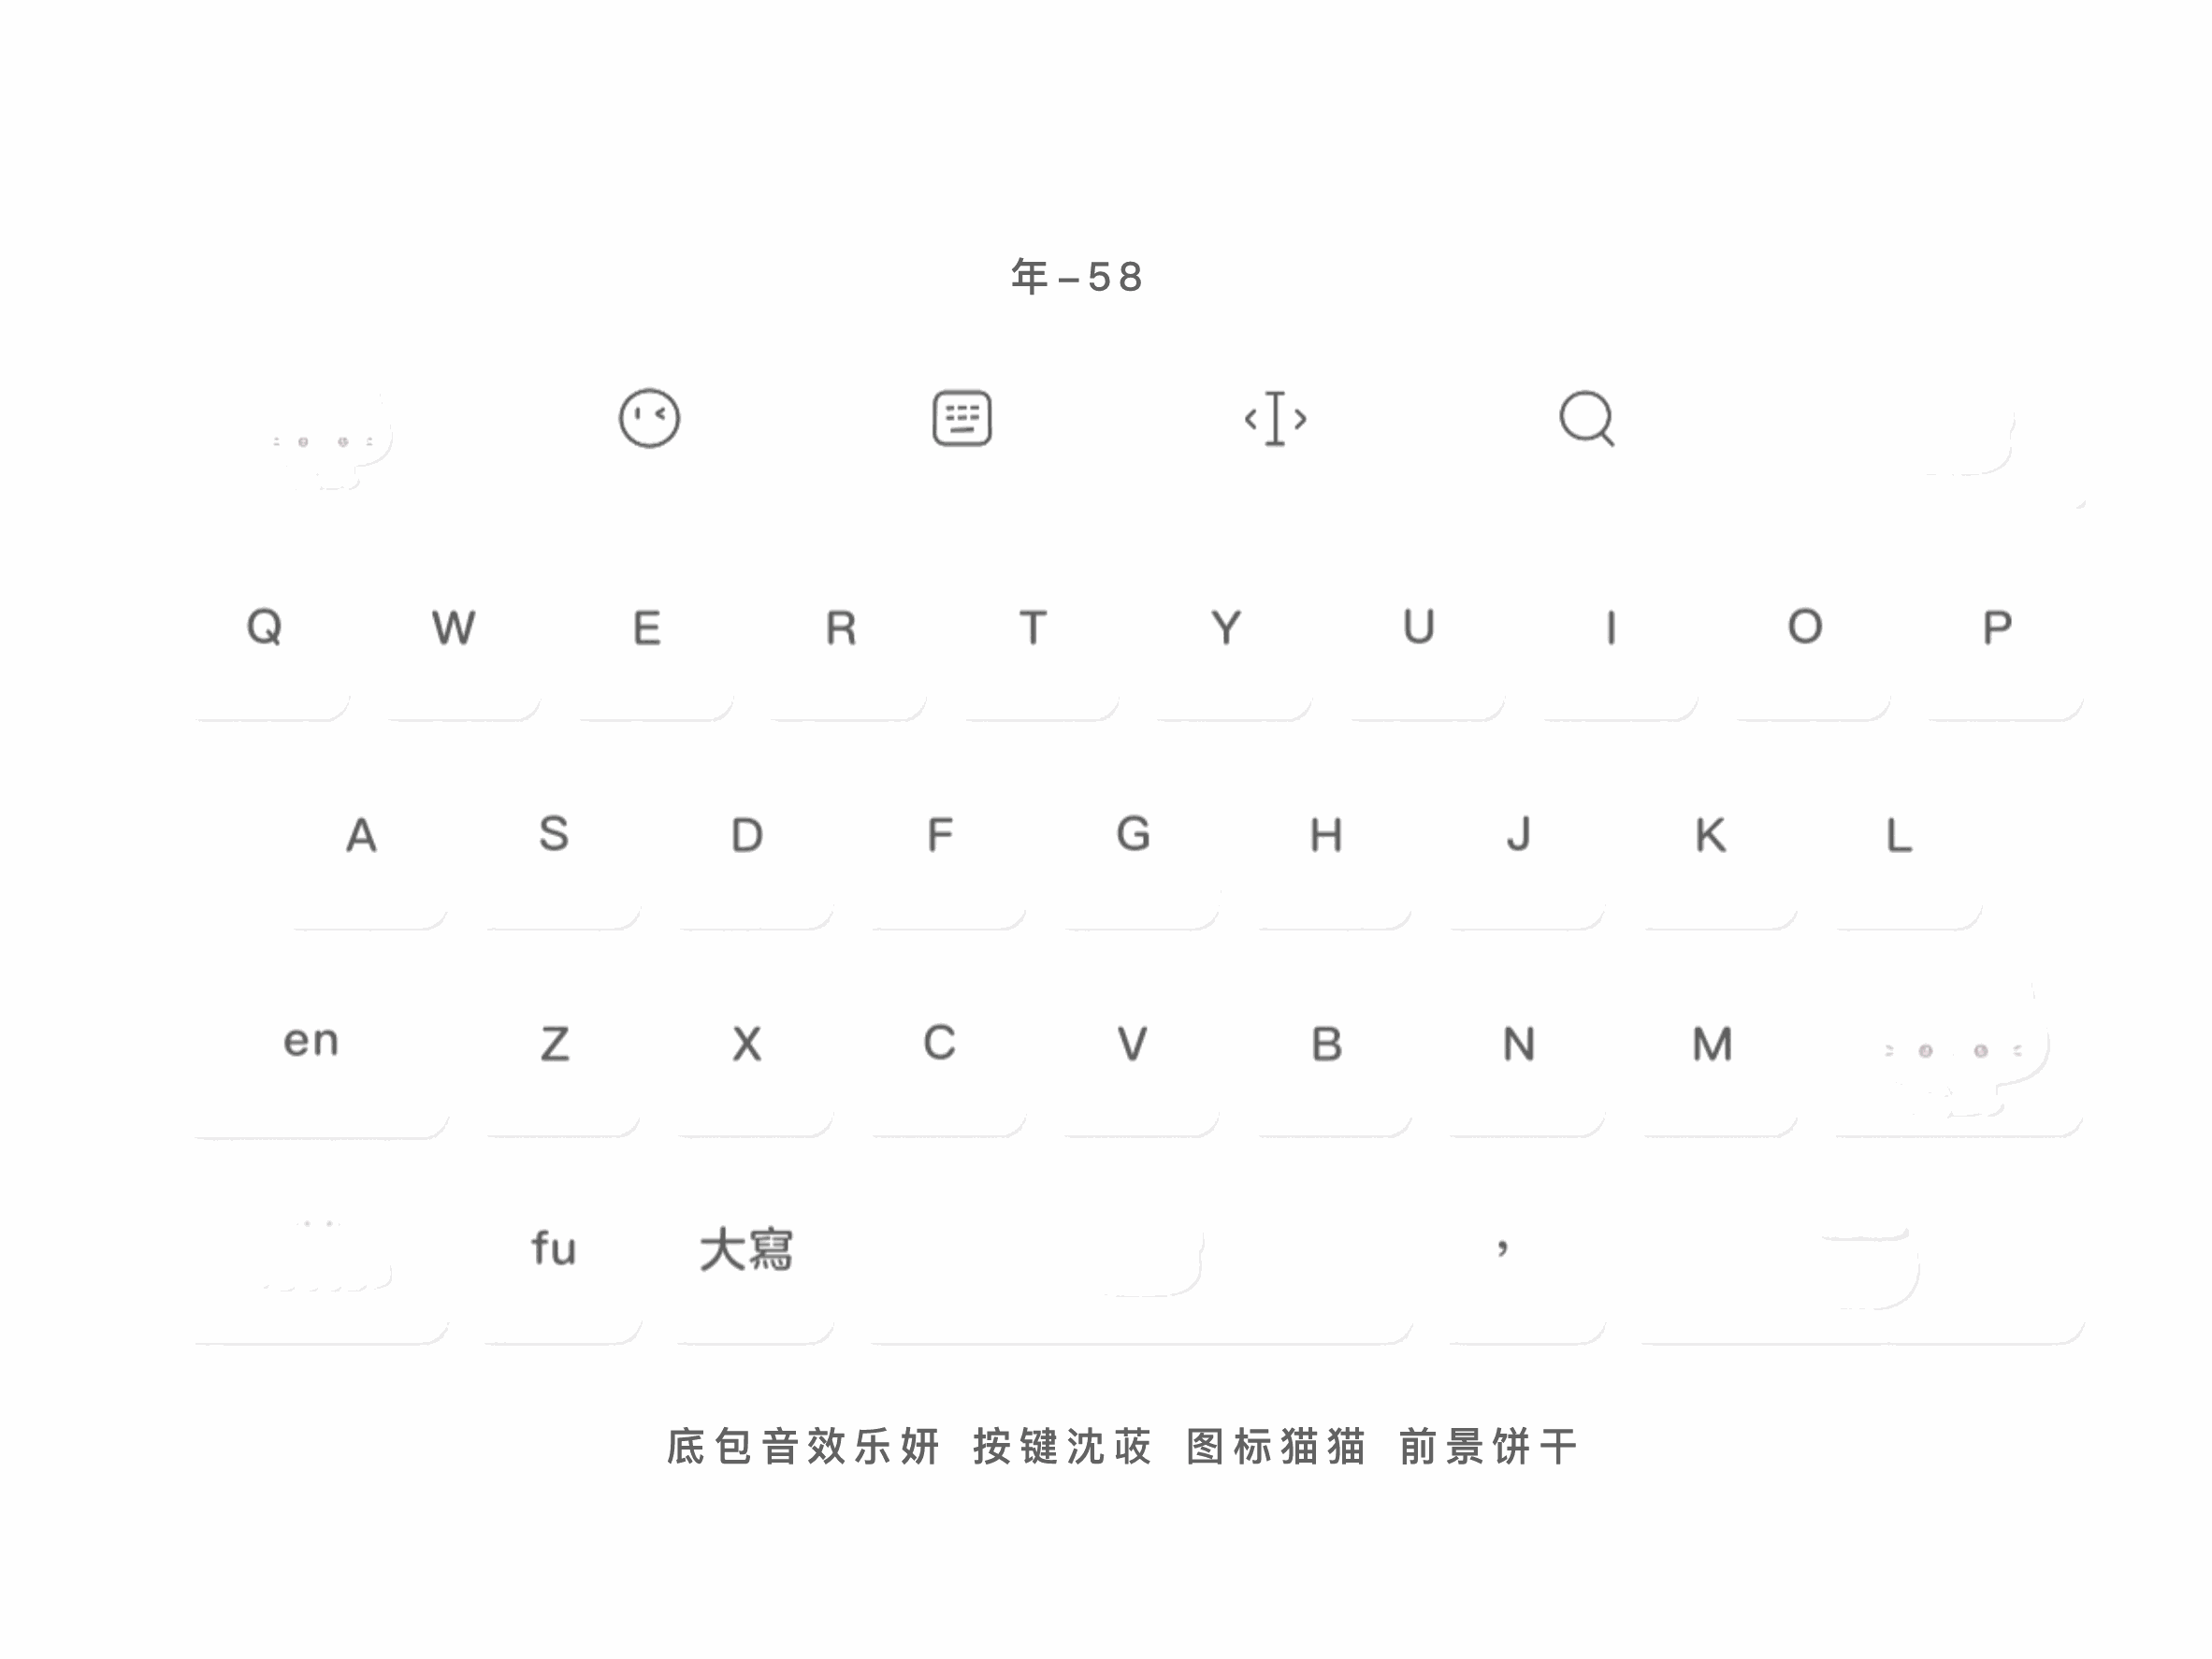 年-58
Q W E R T Y U I O P
A S D F G H J K L
en Z X C V B N M
fu 大寫 ,
底包音效乐妍 按键沈荍 图标猫猫 前景饼干